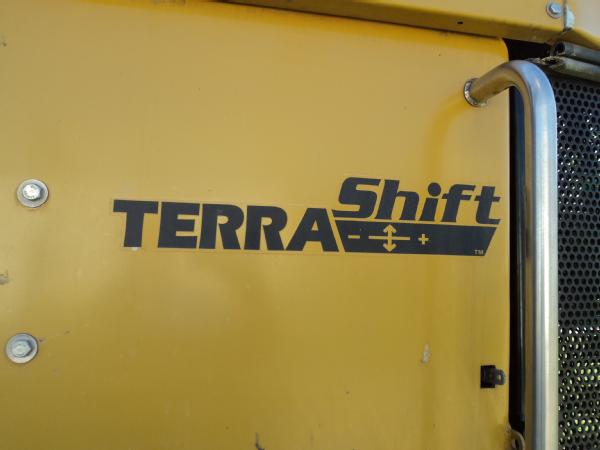 TERRA Shift
- + TM